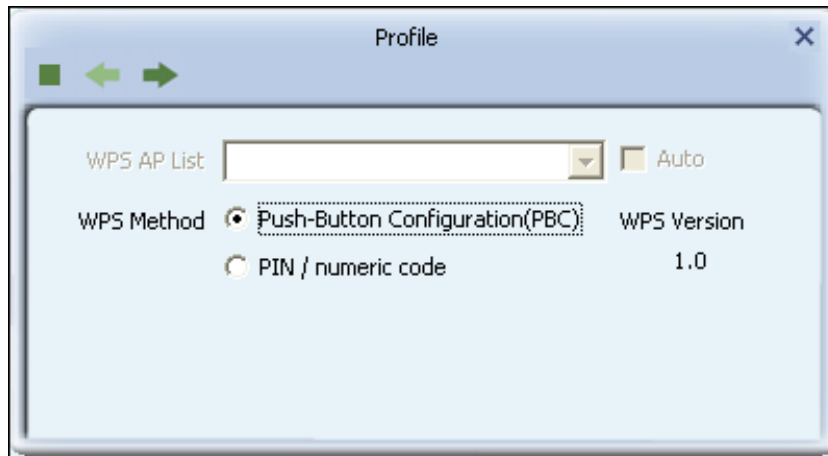 Profile
WPS AP List Auto
WPS Method Push-Button Configuration(PBC) WPS Version
PIN / numeric code 1.0